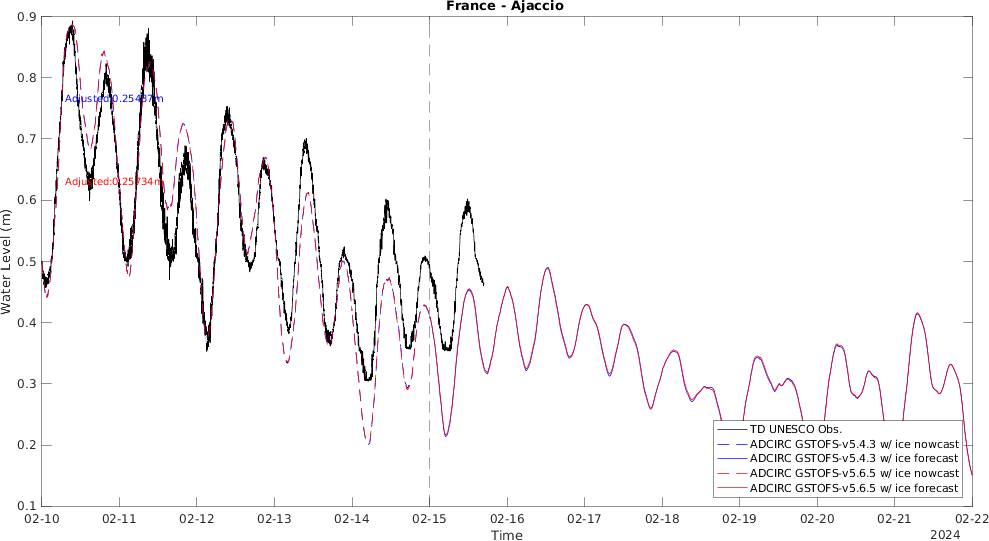 France - Ajaccio
0.9
0.8
0.7
0.6
0.5
0.4
0.3
0.2
0.1
Water Level (m)
Adjusted:0.25437m
Adjusted:0.25734m
TD UNESCO Obs.
ADCIRC GSTOFS-v5.4.3 w/ ice nowcast
ADCIRC GSTOFS-v5.4.3 w/ ice forecast
ADCIRC GSTOFS-v5.6.5 w/ ice nowcast
ADCIRC GSTOFS-v5.6.5 w/ ice forecast
02-10 02-11 02-12 02-13 02-14 02-15 02-16 02-17 02-18 02-19 02-20 02-21 02-22
Time
2024